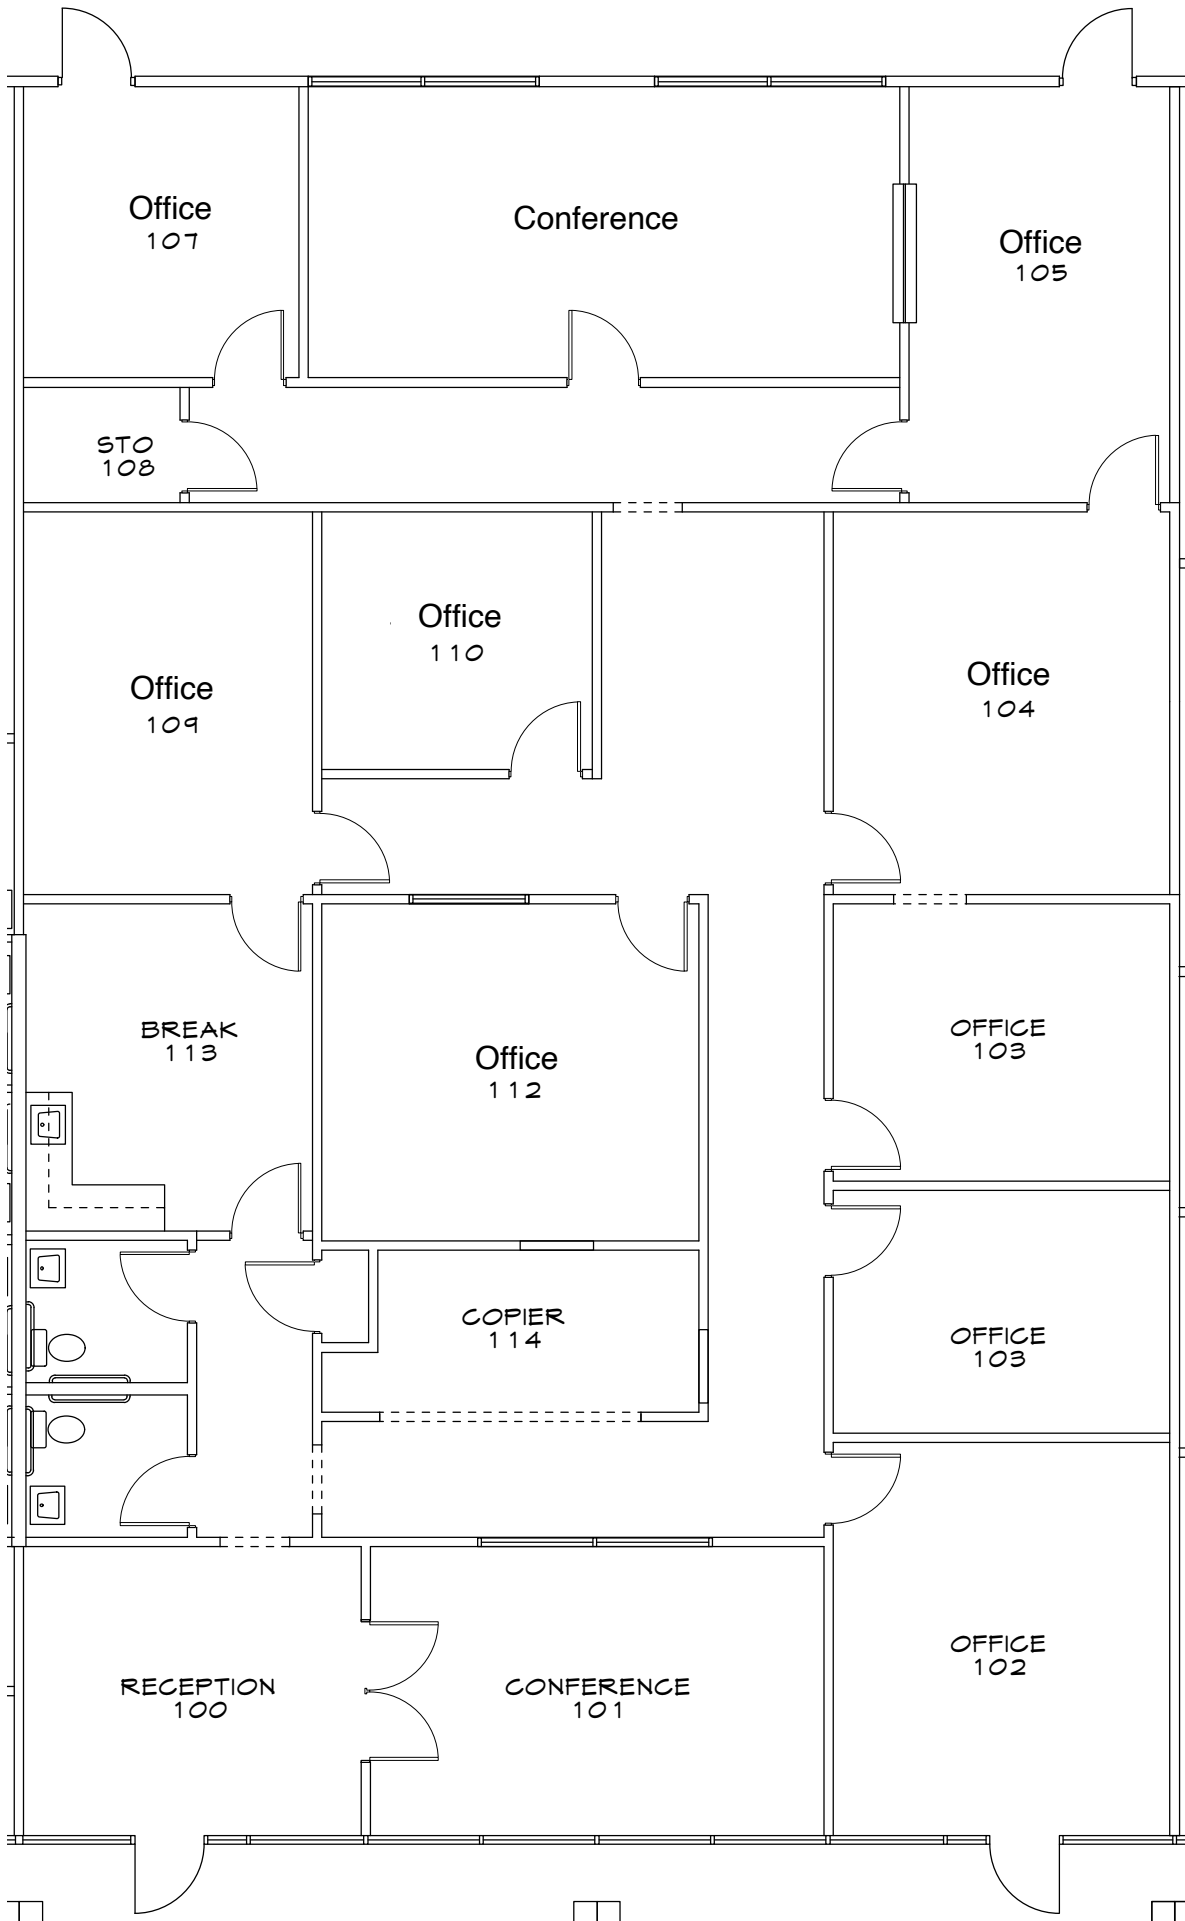 Office
107
Conference
Office
105
STO
108
Office
110
Office
109
Office
104
BREAK
113
Office
112
OFFICE
103
COPIER
114
OFFICE
103
RECEPTION
100
CONFERENCE
101
OFFICE
102